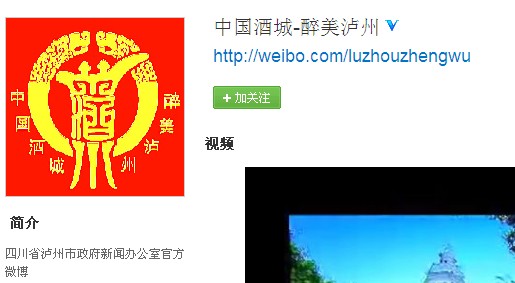 中国酒城-醉美泸州
http://weibo.com/luzhouzhengwu
+ 加关注
中国酒城
醉美泸州
视频
简介
四川省泸州市政府新闻办公室官方
微博